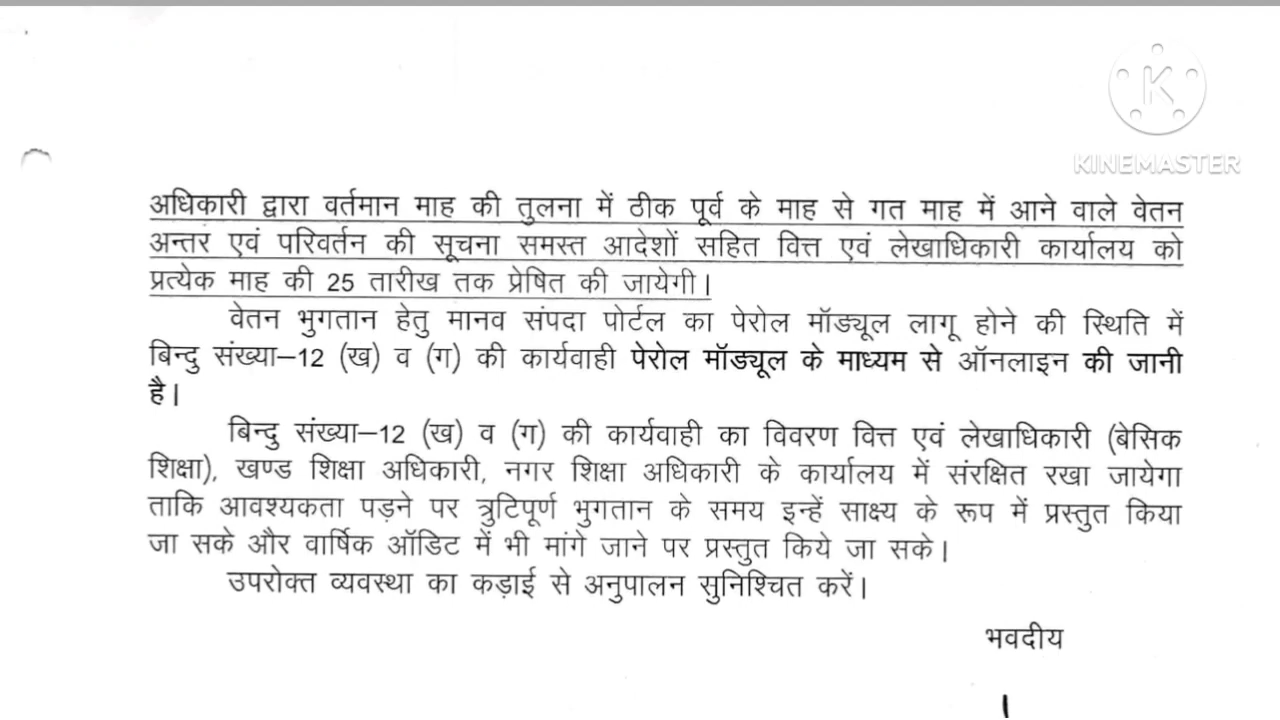 KINEMASTER
अधिकारी द्वारा वर्तमान माह की तुलना में ठीक पूर्व के माह से गत माह में आने वाले वेतन
अन्तर एवं परिवर्तन की सूचना समस्त आदेशों सहित वित्त एवं लेखाधिकारी कार्यालय को
प्रत्येक माह की 25 तारीख तक प्रेषित की जायेगी।
वेतन भुगतान हेतु मानव संपदा पोर्टल का पेरोल मॉड्यूल लागू होने की स्थिति में
बिन्दु संख्या–12 (ख) व (ग) की कार्यवाही पेरोल मॉड्यूल के माध्यम से ऑनलाइन की जानी
है।
बिन्दु संख्या–12 (ख) व (ग) की कार्यवाही का विवरण वित्त एवं लेखाधिकारी (बेसिक
शिक्षा), खण्ड शिक्षा अधिकारी, नगर शिक्षा अधिकारी के कार्यालय में संरक्षित रखा जायेगा
ताकि आवश्यकता पड़ने पर त्रुटिपूर्ण भुगतान के समय इन्हें साक्ष्य के रूप में प्रस्तुत किया
जा सके और वार्षिक ऑडिट में भी मांगे जाने पर प्रस्तुत किये जा सके।
उपरोक्त व्यवस्था का कड़ाई से अनुपालन सुनिश्चित करें।
भवदीय